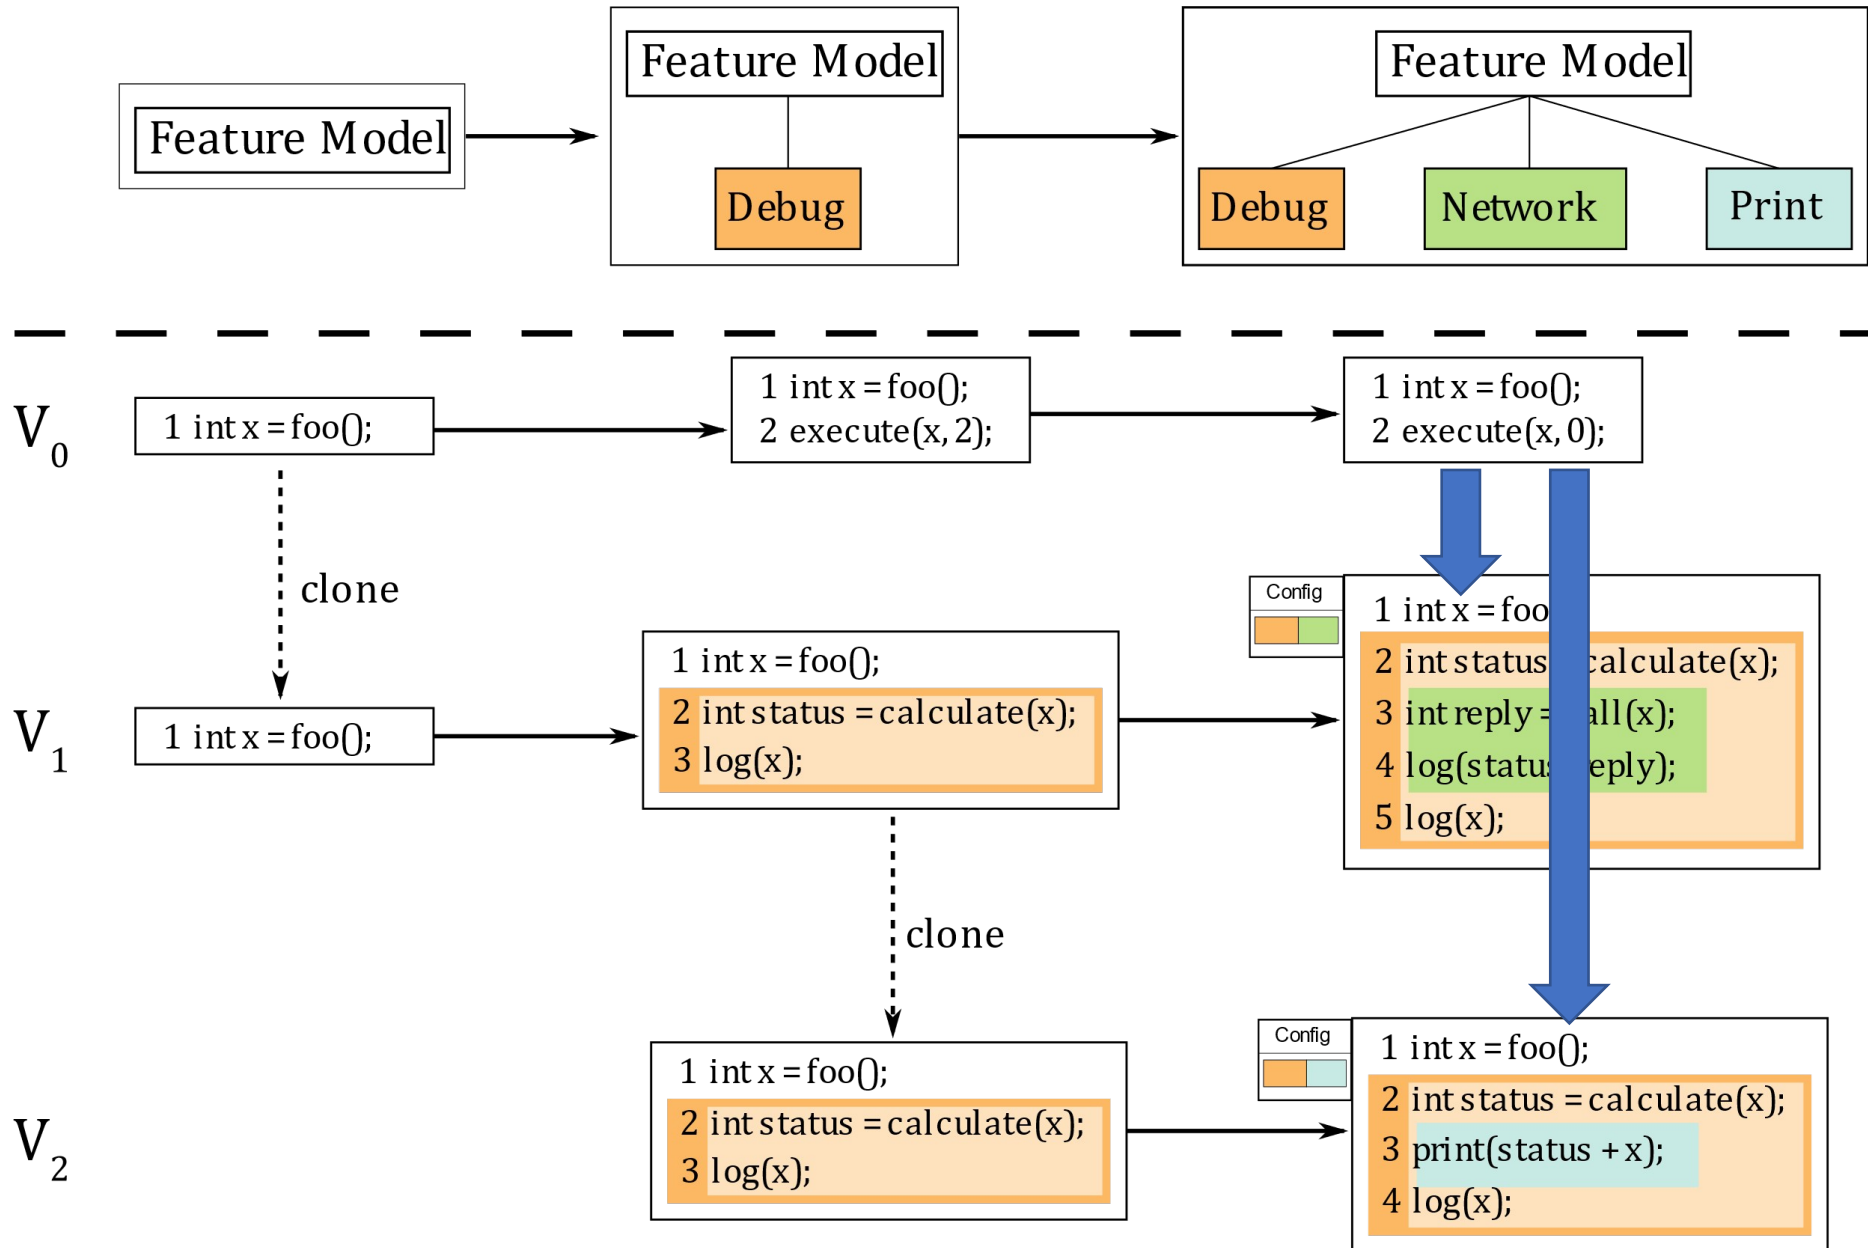 Feature Model
Feature Model
Debug
Feature Model
Debug Network Print
V0
1 int x = foo();
1 int x = foo();
2 execute(x, 2);
1 int x = foo();
2 execute(x, 0);
clone
V1
1 int x = foo();
1 int x = foo();
2 int status = calculate(x);
3 log(x);
Config
1 int x = foo
2 int status calculate(x);
3 int reply = all(x);
4 log(status eply);
5 log(x);
clone
V2
1 int x = foo();
2 int status = calculate(x);
3 log(x);
Config
1 int x = foo();
2 int status = calculate(x);
3 print(status + x);
4 log(x);